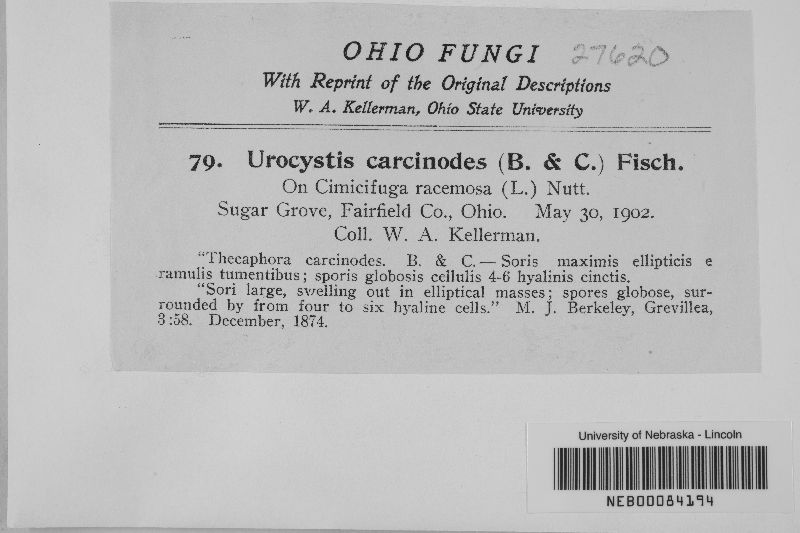 OHIO FUNGI 27620
With Reprint of the Original Descriptions
W. A. Kellerman, Ohio State University
79. Urocystis carcinodes (B. & C.) Fisch.
On Cimicifuga racemosa (L.) Nutt.
Sugar Grove, Fairfield Co., Ohio. May 30, 1902.
Coll. W. A. Kellerman.
"Thecaphora carcinodes. B. & C.—Soris maximis ellipticis e
ramulis tumentibus; sporis globosis cellulis 4-6 hyalinis cinctis.
"Sori large, swelling out in elliptical masses; spores globose, sur-
rounded by from four to six hyaline cells." M. J. Berkeley, Grevillea,
3:58. December, 1874.
University of Nebraska - Lincoln
NEB00084194